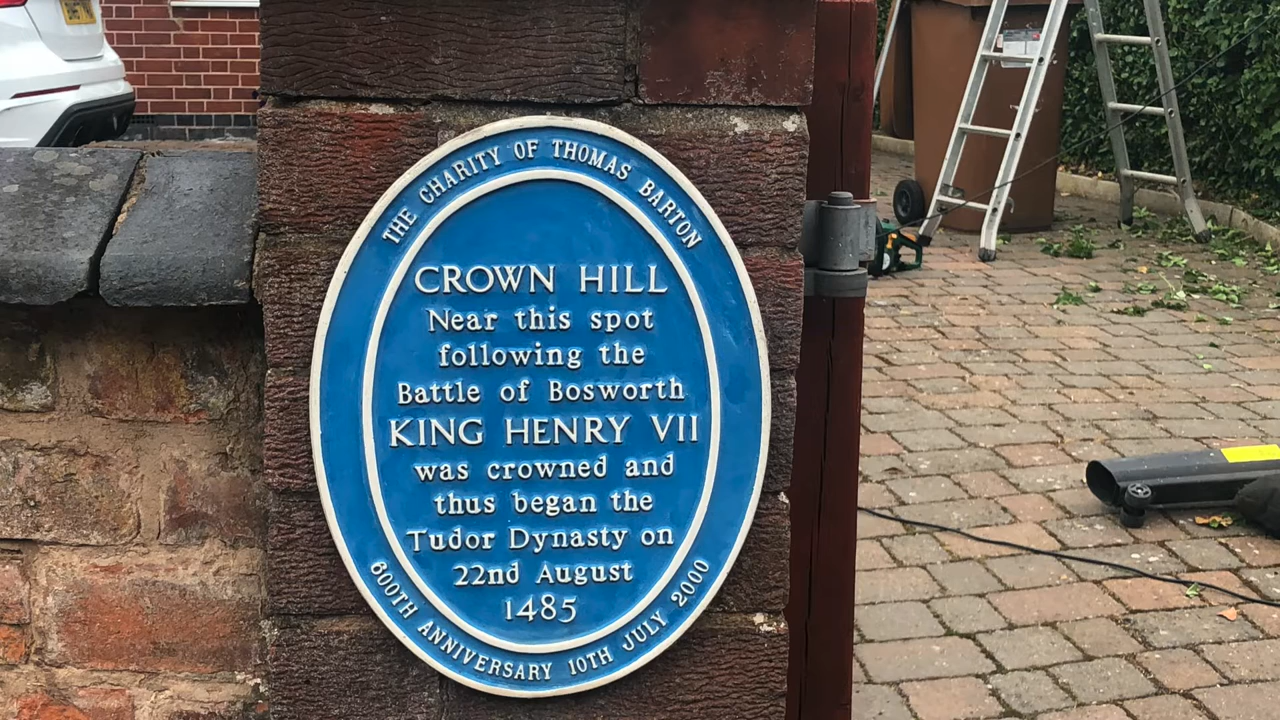 THE CHARITY OF THOMAS BARTON
CROWN HILL
Near this spot
following the
Battle of Bosworth
KING HENRY VII
was crowned and
thus began the
Tudor Dynasty on
22nd August
1485
600TH ANNIVERSARY 10TH JULY 2000